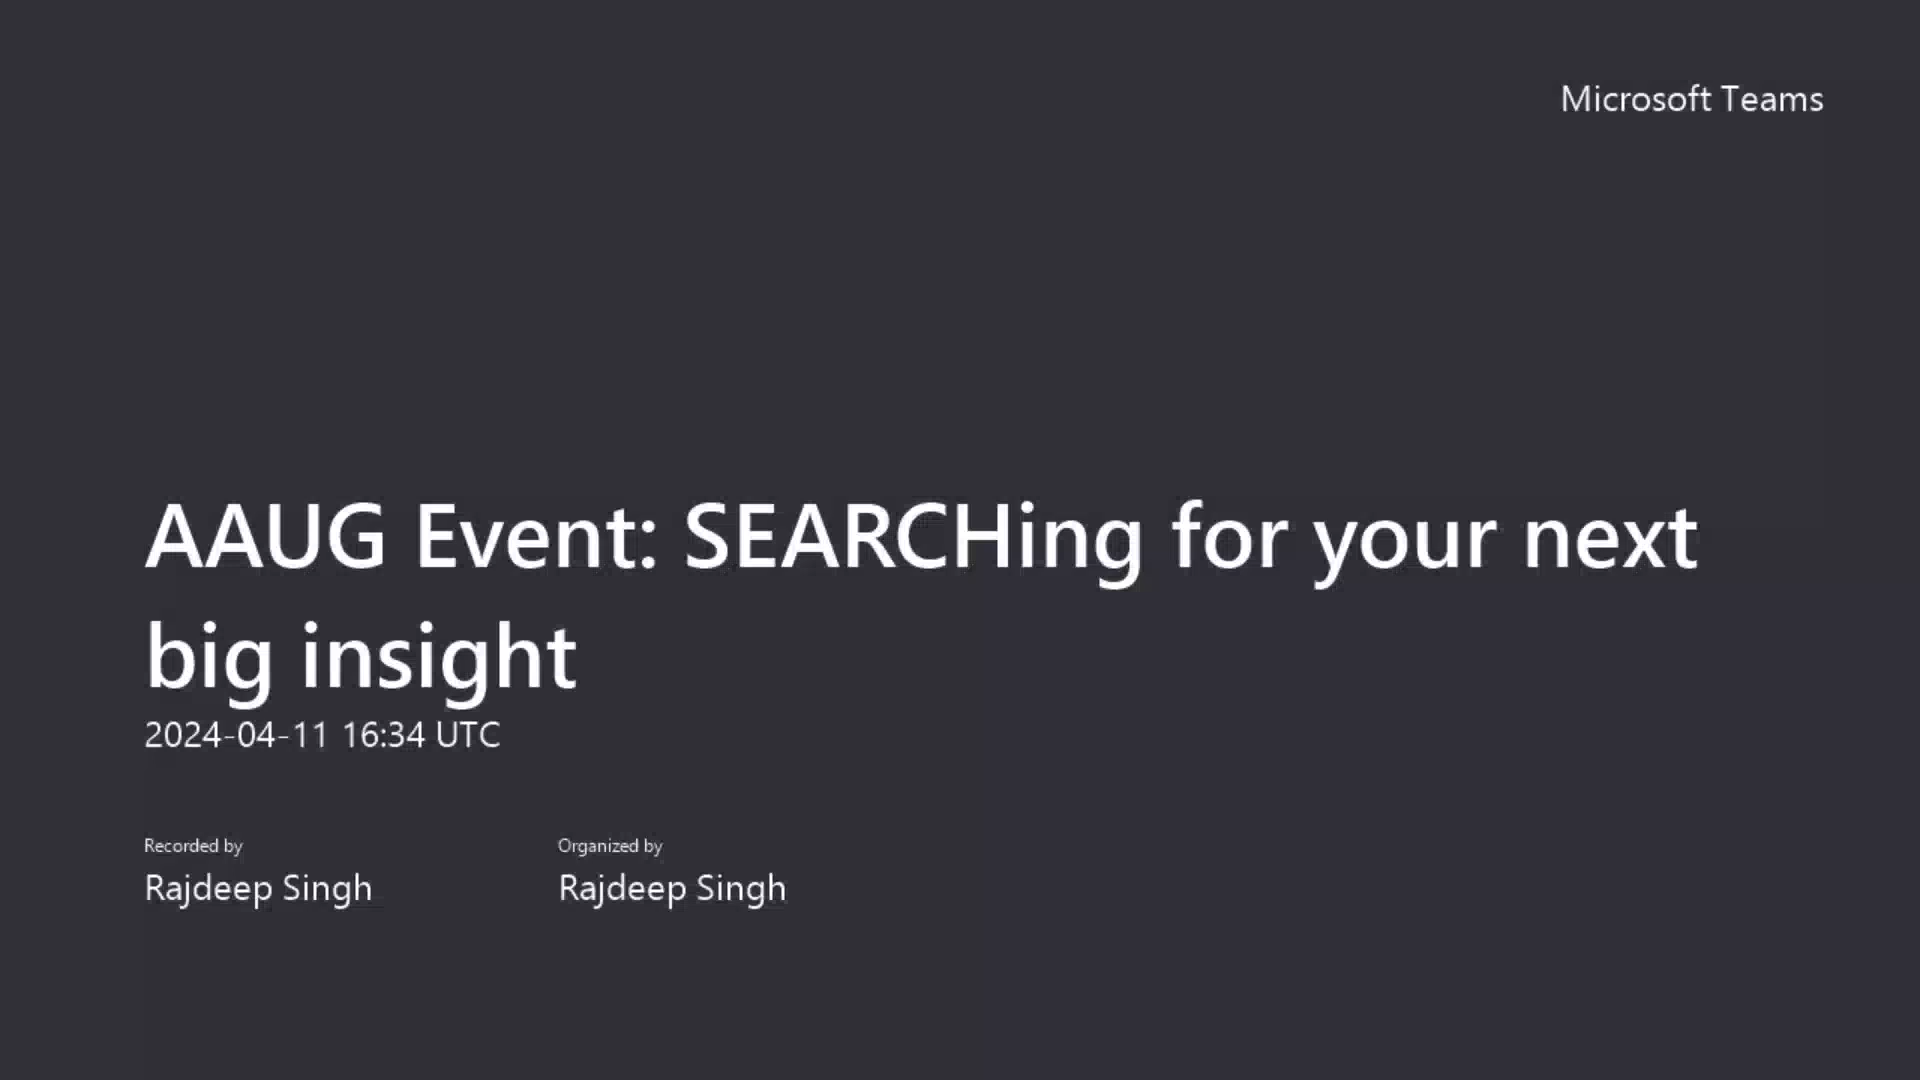 Microsoft Teams
AAUG Event: SEARCHing for your next
big insight
2024-04-11 16:34 UTC
Recorded by
Rajdeep Singh
Organized by
Rajdeep Singh